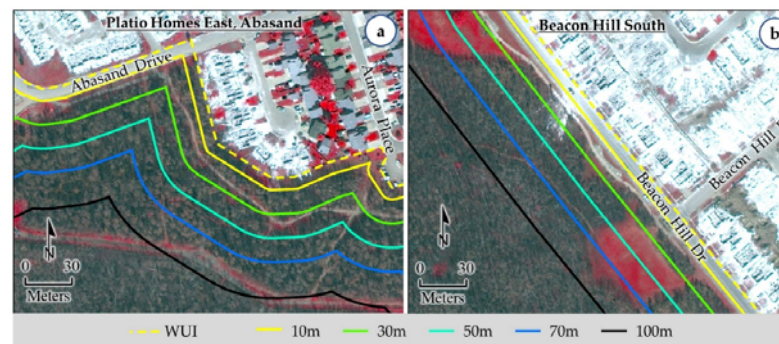 Platio Homes East, Abasand
a
Abasand Drive
Aurora Place
N
0 30
Meters
Beacon Hill South
b
Beacon Hill Dr
Beacon Hill
N
0 30
Meters
WUI 10m 30m 50m 70m 100m